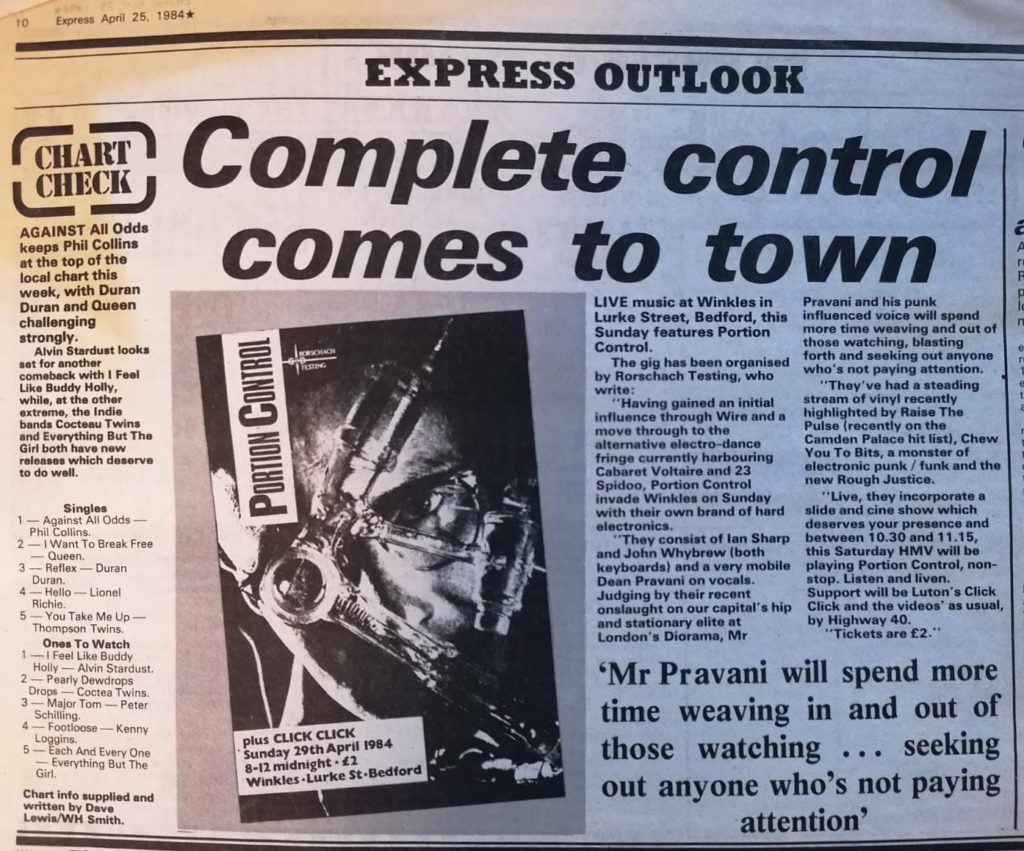 10 Express April 25, 1984★
EXPRESS OUTLOOK
CHART
CHECK
AGAINST All Odds
keeps Phil Collins
at the top of the
local chart this
week, with Duran
Duran and Queen
challenging
strongly.
Alvin Stardust looks
set for another
comeback with I Feel
Like Buddy Holly,
while, at the other
extreme, the Indie
bands Cocteau Twins
and Everything But The
Girl both have new
releases which deserve
to do well.
Singles
1 — Against All Odds —
Phil Collins.
2 — I Want To Break Free
— Queen.
3 — Reflex — Duran
Duran.
4 — Hello — Lionel
Richie.
5 — You Take Me Up —
Thompson Twins.
Ones To Watch
1 — I Feel Like Buddy
Holly — Alvin Stardust.
2 — Pearly Dewdrops
Drops — Coctea Twins.
3 — Major Tom — Peter
Schilling.
4 — Footloose — Kenny
Loggins.
5 — Each And Every One
— Everything But The
Girl.
Chart info supplied and
written by Dave
Lewis/WH Smith.
Complete control
comes to town
PORTION CONTROL
RORSCHACH
TESTING
plus CLICK CLICK
Sunday 29th April 1984
8-12 midnight · £2
Winkles · Lurke St · Bedford
LIVE music at Winkles in
Lurke Street, Bedford, this
Sunday features Portion
Control.
The gig has been organised
by Rorschach Testing, who
write:
"Having gained an initial
influence through Wire and a
move through to the
alternative electro-dance
fringe currently harbouring
Cabaret Voltaire and 23
Spidoo, Portion Control
invade Winkles on Sunday
with their own brand of hard
electronics.
"They consist of Ian Sharp
and John Whybrew (both
keyboards) and a very mobile
Dean Pravani on vocals.
Judging by their recent
onslaught on our capital's hip
and stationary elite at
London's Diorama, Mr
Pravani and his punk
influenced voice will spend
more time weaving and out of
those watching, blasting
forth and seeking out anyone
who's not paying attention.
"They've had a steading
stream of vinyl recently
highlighted by Raise The
Pulse (recently on the
Camden Palace hit list), Chew
You To Bits, a monster of
electronic punk / funk and the
new Rough Justice.
"Live, they incorporate a
slide and cine show which
deserves your presence and
between 10.30 and 11.15,
this Saturday HMV will be
playing Portion Control, non-
stop. Listen and liven.
Support will be Luton's Click
Click and the videos' as usual,
by Highway 40.
"Tickets are £2."
'Mr Pravani will spend more
time weaving in and out of
those watching ... seeking
out anyone who's not paying
attention'